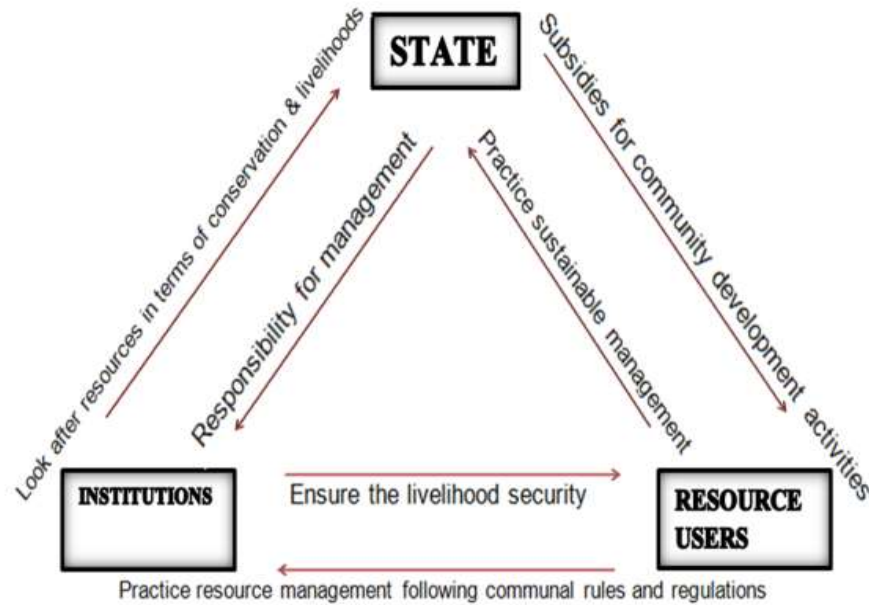 STATE
Look after resources in terms of conservation & livelihoods
Responsibility for management
Practice sustainable management
Subsidies for community development activities
INSTITUTIONS
Ensure the livelihood security
RESOURCE
USERS
Practice resource management following communal rules and regulations